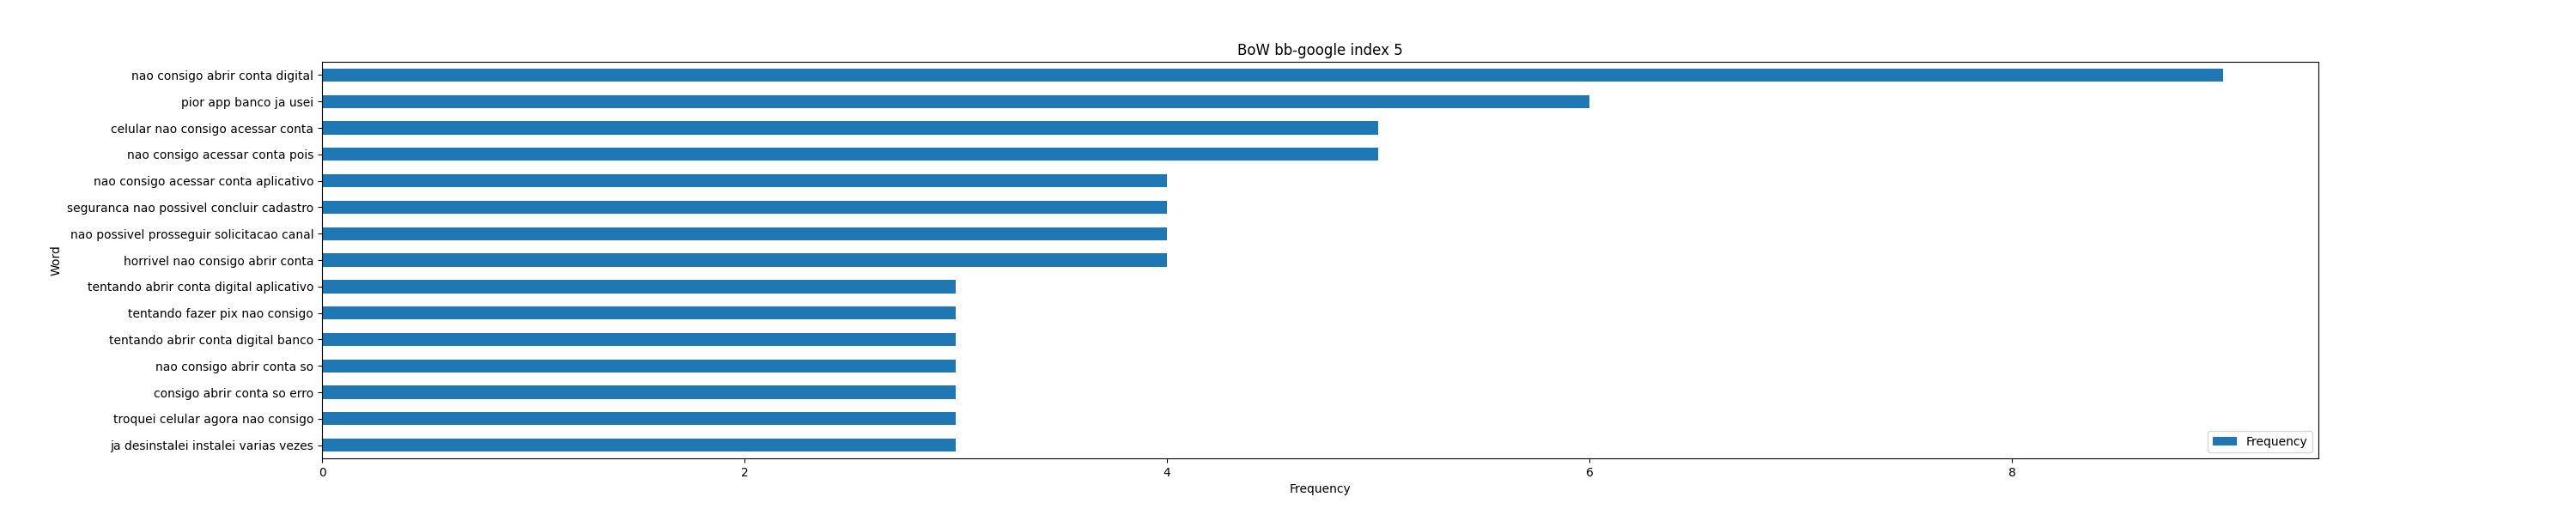 BoW bb-google index 5
nao consigo abrir conta digital
pior app banco ja usei
celular nao consigo acessar conta
nao consigo acessar conta pois
nao consigo acessar conta aplicativo
seguranca nao possivel concluir cadastro
nao possivel prosseguir solicitacao canal
horrivel nao consigo abrir conta
tentando abrir conta digital aplicativo
tentando fazer pix nao consigo
tentando abrir conta digital banco
nao consigo abrir conta so
consigo abrir conta so erro
troquei celular agora nao consigo
ja desinstalei instalei varias vezes
Word
Frequency
0 2 4 6 8
Frequency